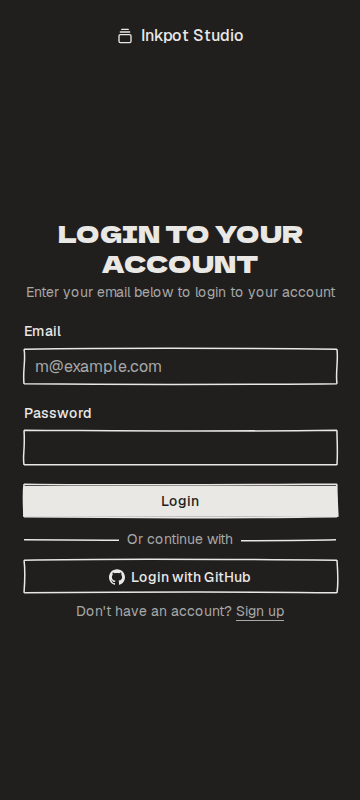 Inkpot Studio
LOGIN TO YOUR
ACCOUNT
Enter your email below to login to your account
Email
m@example.com
Password
Login
Or continue with
Login with GitHub
Don't have an account? Sign up